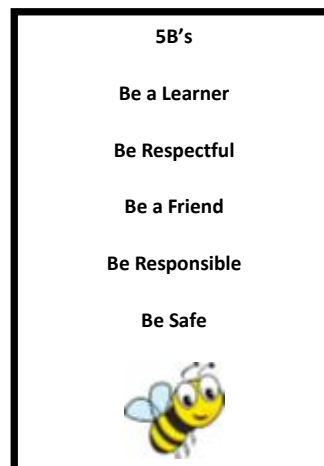 5B’s
Be a Learner
Be Respectful
Be a Friend
Be Responsible
Be Safe